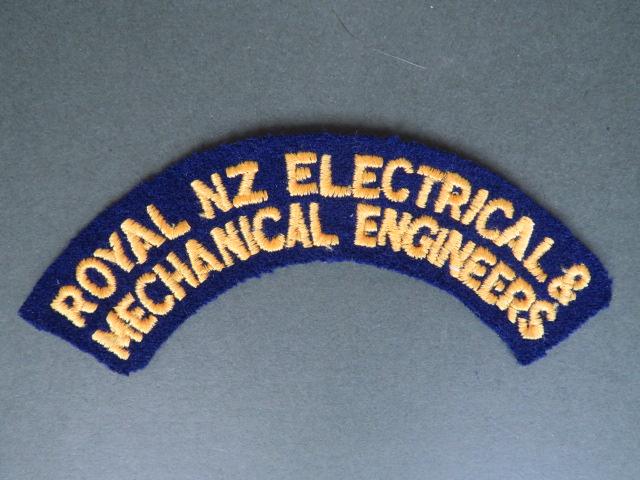 ROYAL NZ ELECTRICAL &
MECHANICAL ENGINEERS